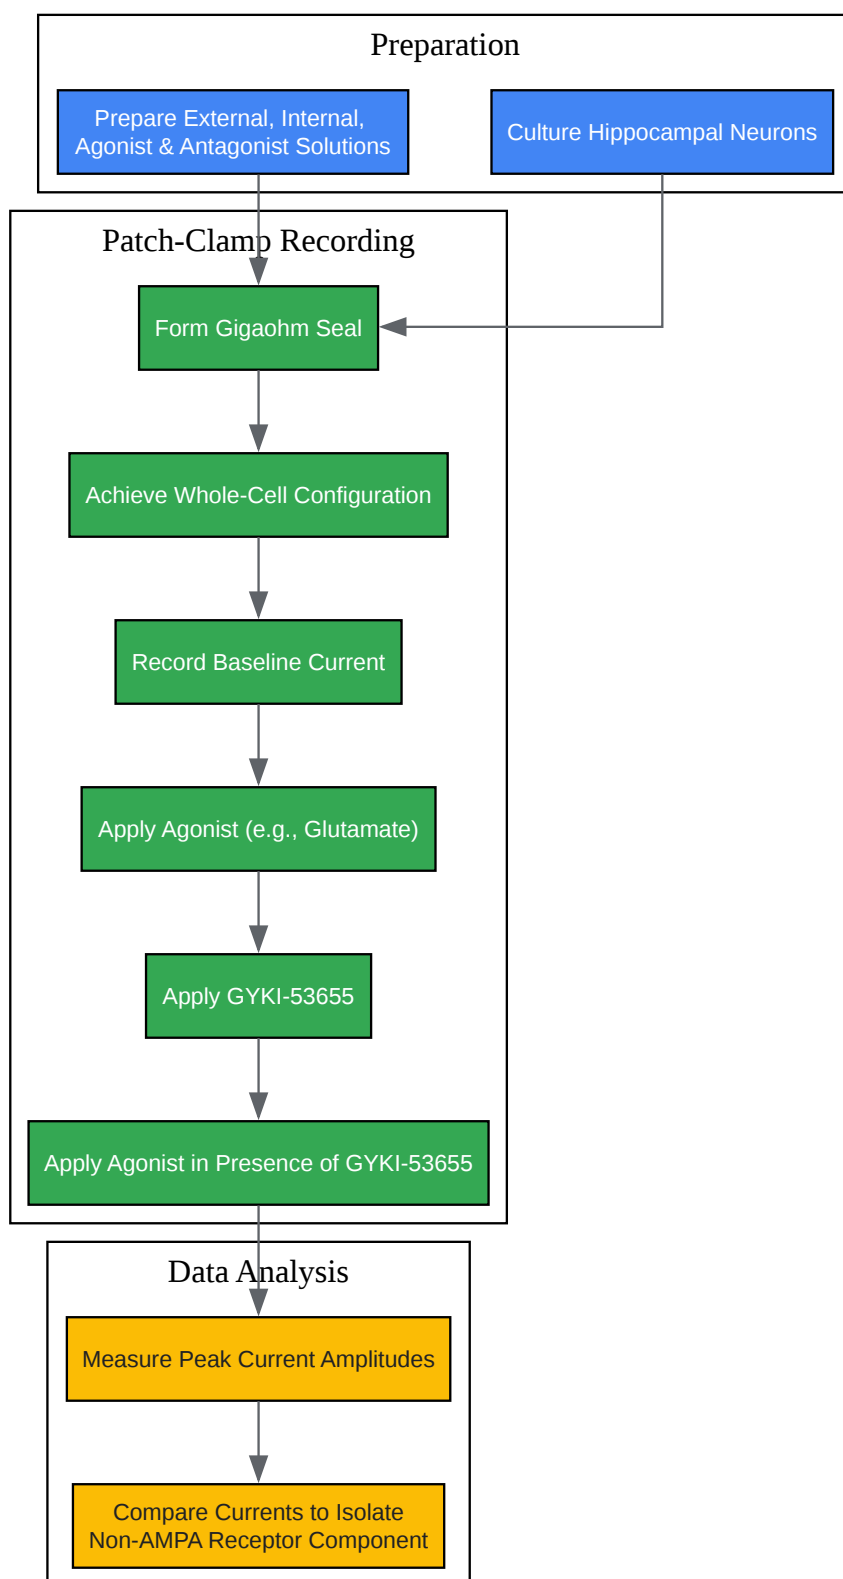 Preparation
Prepare External, Internal,
Agonist & Antagonist Solutions
Culture Hippocampal Neurons
Patch-Clamp Recording
Form Gigaohm Seal
Achieve Whole-Cell Configuration
Record Baseline Current
Apply Agonist (e.g., Glutamate)
Apply GYKI-53655
Apply Agonist in Presence of GYKI-53655
Data Analysis
Measure Peak Current Amplitudes
Compare Currents to Isolate
Non-AMPA Receptor Component